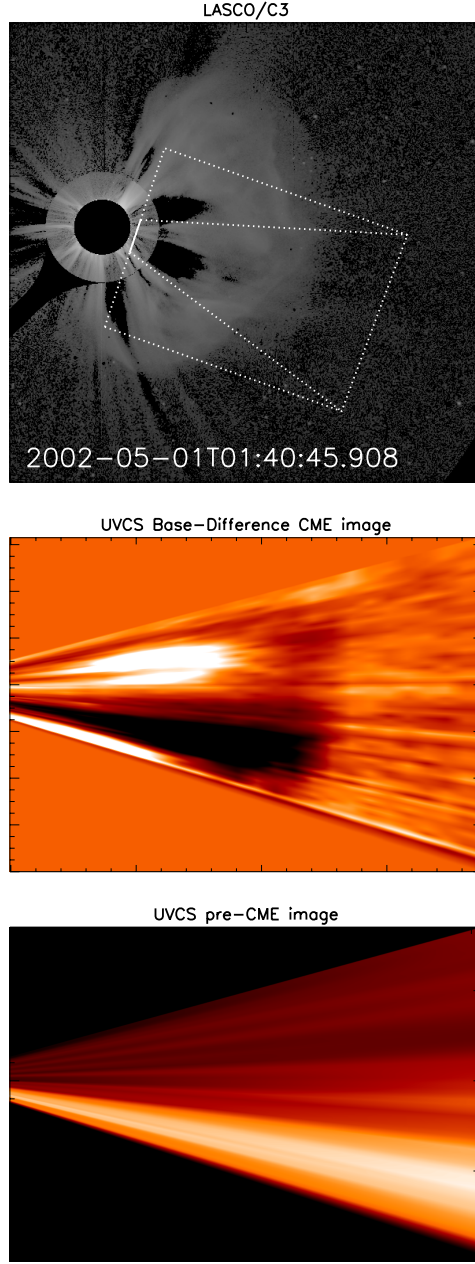 LASCO/C3
2002-05-01T01:40:45.908
UVCS Base-Difference CME image
UVCS pre-CME image